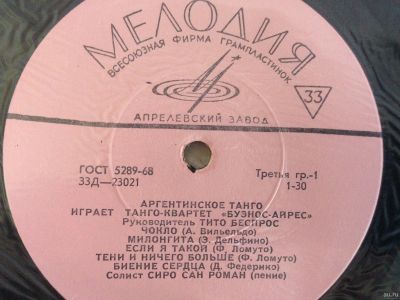 МЕЛОДИЯ
ВСЕСОЮЗНАЯ ФИРМА ГРАМПЛАСТИНОК
33
АПРЕЛЕВСКИЙ ЗАВОД
ГОСТ 5289-68
33Д—23021
Третья гр.-1
1-30
АРГЕНТИНСКОЕ ТАНГО
ИГРАЕТ ТАНГО-КВАРТЕТ «БУЭНОС-АЙРЕС»
Руководитель ТИТО БЕСПРОС
ЧОКЛО (А. Вильельдо)
МИЛОНГИТА (Э. Дельфино)
ЕСЛИ Я ТАКОЙ (Ф. Ломуто)
ТЕНИ И НИЧЕГО БОЛЬШЕ (Ф. Ломуто)
БИЕНИЕ СЕРДЦА (Д. Федерико)
Солист СИРО САН РОМАН (пение)
au.ru